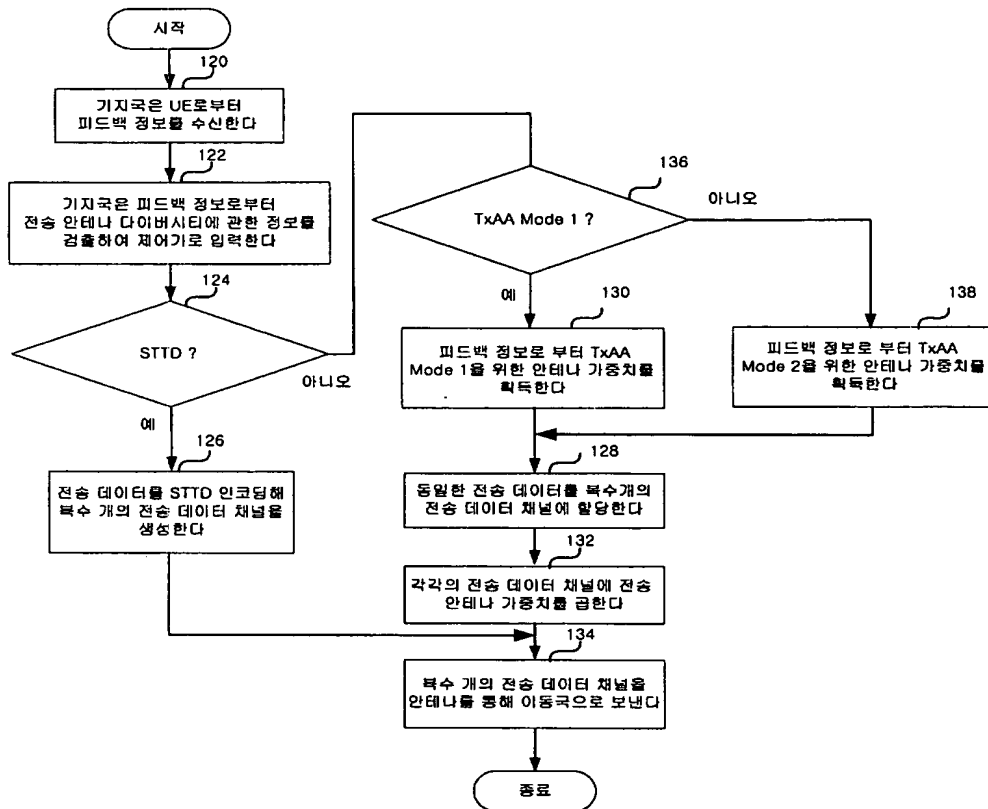 시작
120
기지국은 UE로부터
피드백 정보를 수신한다
122
기지국은 피드백 정보로부터
전송 안테나 다이버시티에 관한 정보를
검출하여 제어기로 입력한다
124
STTD ?
아니오
예
126
전송 데이터를 STTD 인코딩해
복수 개의 전송 데이터 채널을
생성한다
136
TxAA Mode 1 ?
아니오
예
130
피드백 정보로 부터 TxAA
Mode 1을 위한 안테나 가중치를
획득한다
138
피드백 정보로 부터 TxAA
Mode 2을 위한 안테나 가중치를
획득한다
128
동일한 전송 데이터를 복수개의
전송 데이터 채널에 할당한다
132
각각의 전송 데이터 채널에 전송
안테나 가중치를 곱한다
134
복수 개의 전송 데이터 채널을
안테나를 통해 이동국으로 보낸다
종료